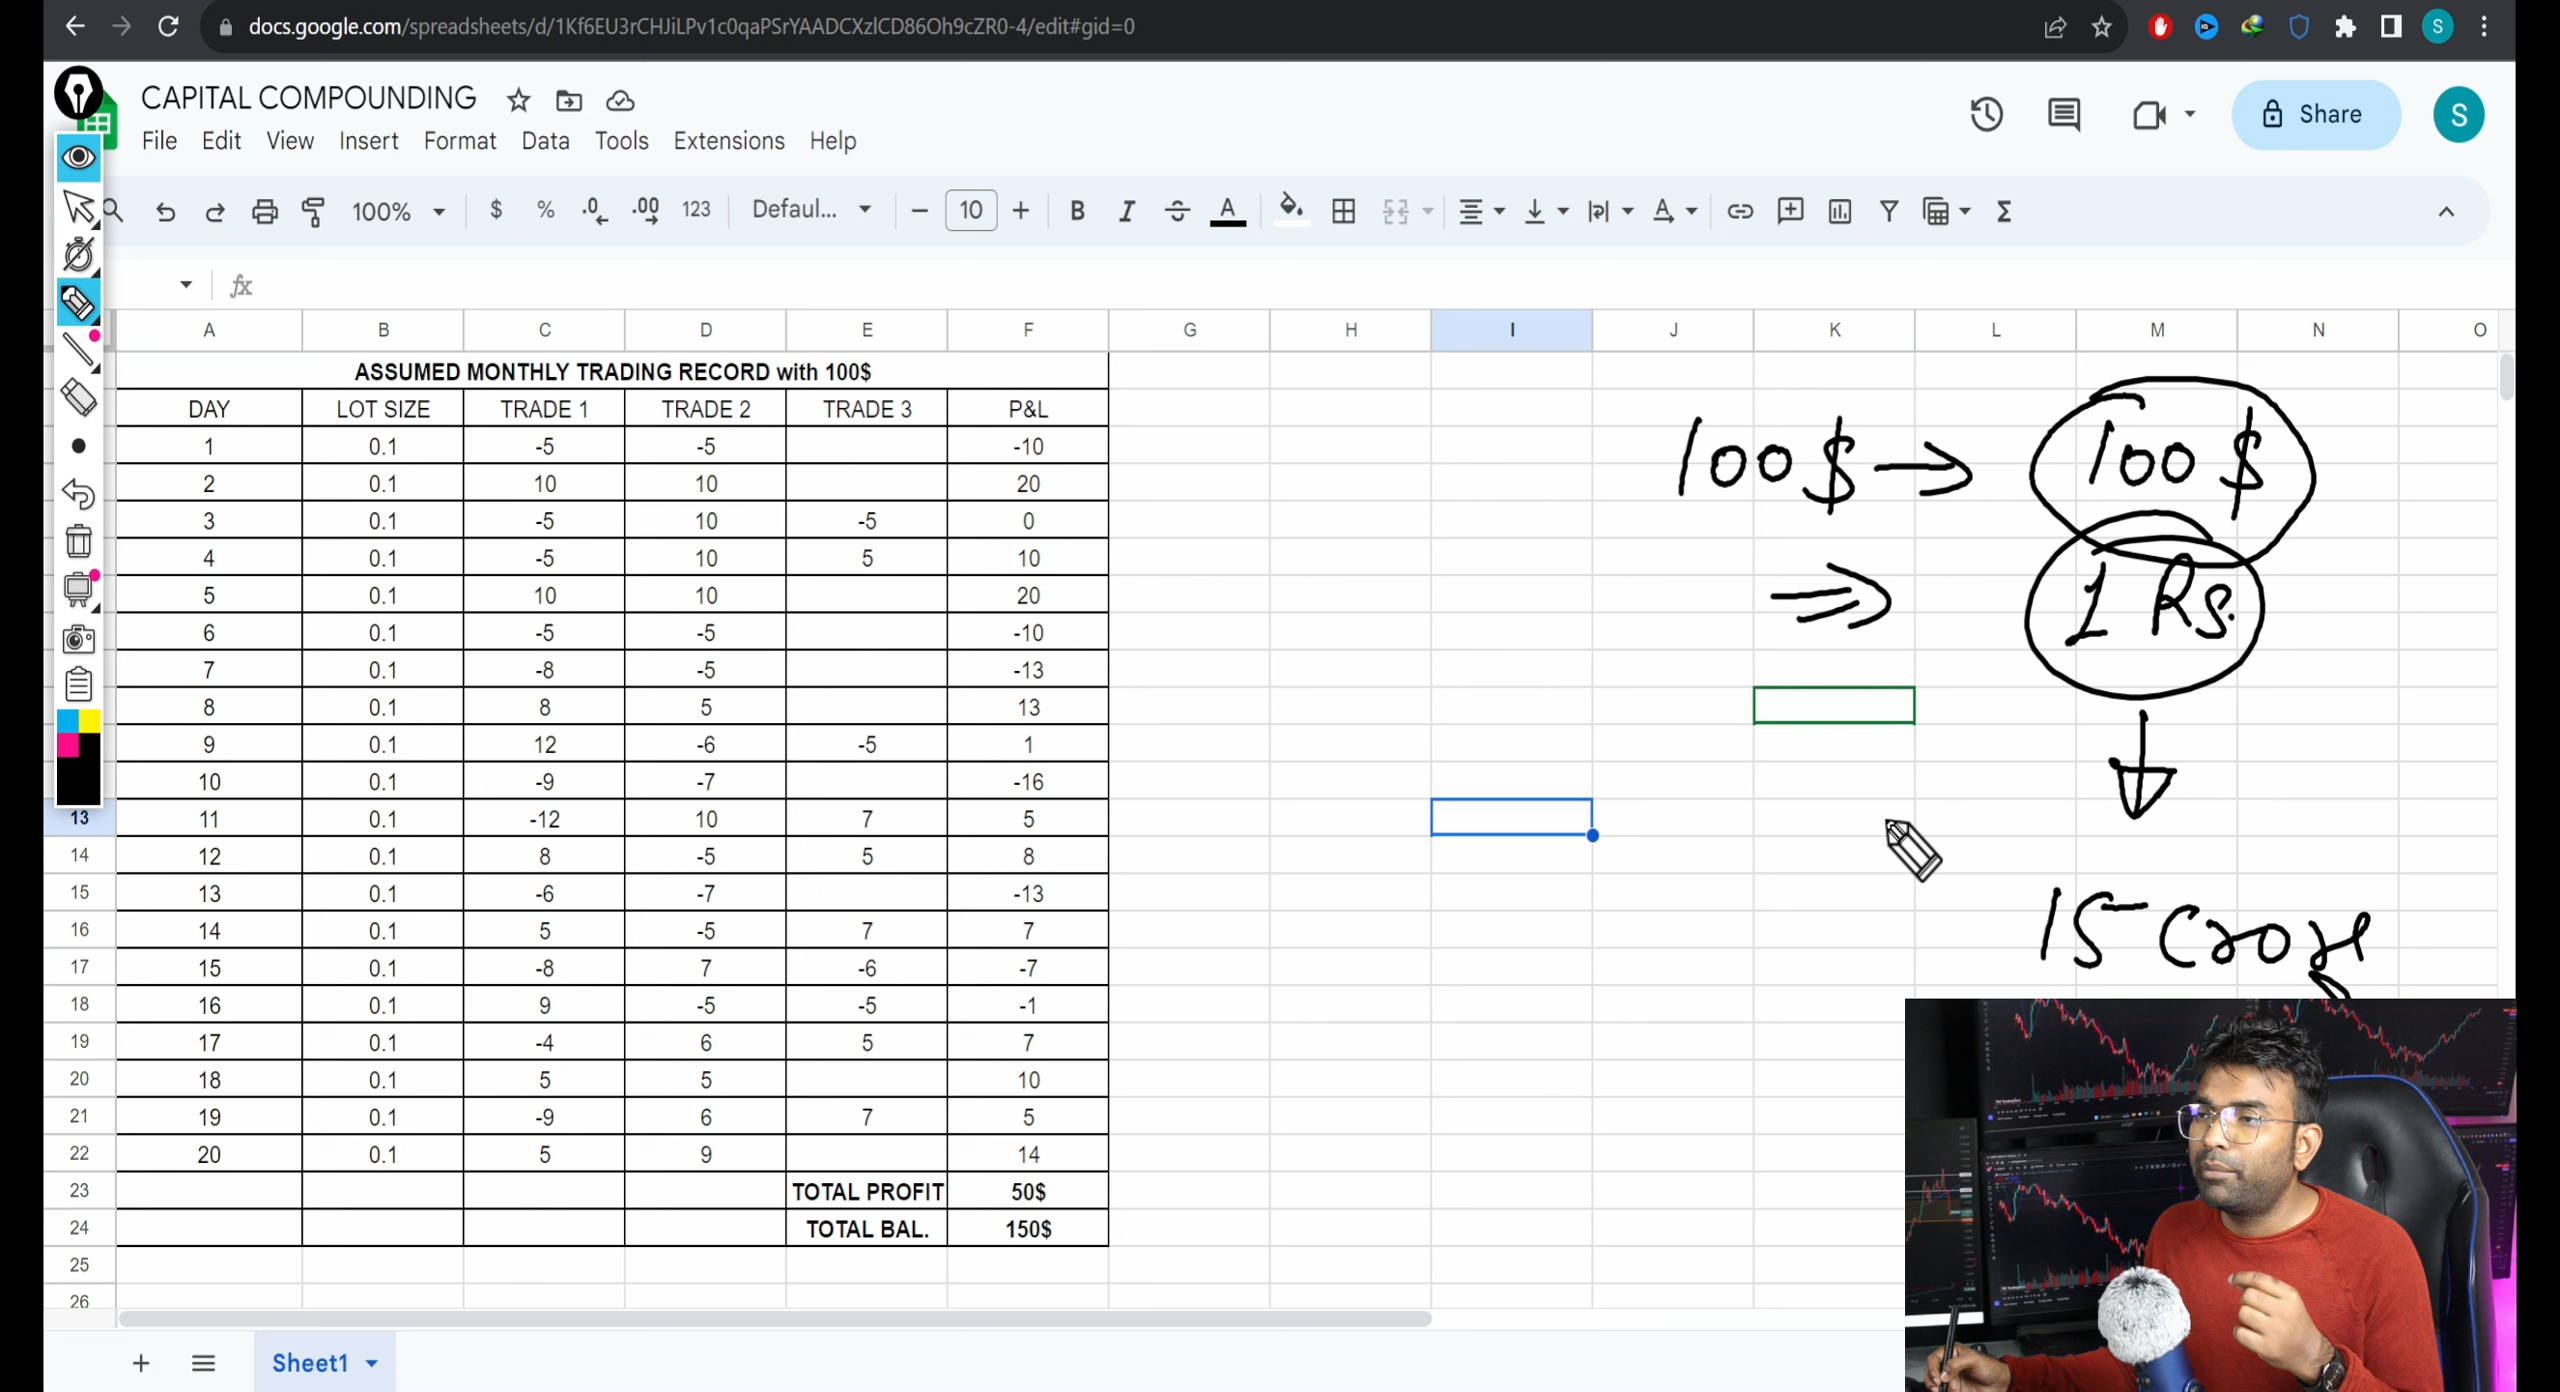 docs.google.com/spreadsheets/d/1Kf6EU3rCHJiLPv1c0qaPSrYAADCXzlCD86Oh9cZR0-4/edit#gid=0
S
CAPITAL COMPOUNDING
File Edit View Insert Format Data Tools Extensions Help
Share
S
100% $ % .0 .00 123 Defaul... 10 B I A
fx
A B C D E F G H I J K L M N O
ASSUMED MONTHLY TRADING RECORD with 100$
DAY LOT SIZE TRADE 1 TRADE 2 TRADE 3 P&L
1 0.1 -5 -5 -10
2 0.1 10 10 20
3 0.1 -5 10 -5 0
4 0.1 -5 10 5 10
5 0.1 10 10 20
6 0.1 -5 -5 -10
7 0.1 -8 -5 -13
8 0.1 8 5 13
9 0.1 12 -6 -5 1
10 0.1 -9 -7 -16
13 11 0.1 -12 10 7 5
14 12 0.1 8 -5 5 8
15 13 0.1 -6 -7 -13
16 14 0.1 5 -5 7 7
17 15 0.1 -8 7 -6 -7
18 16 0.1 9 -5 -5 -1
19 17 0.1 -4 6 5 7
20 18 0.1 5 5 10
21 19 0.1 -9 6 7 5
22 20 0.1 5 9 14
23 TOTAL PROFIT 50$
24 TOTAL BAL. 150$
25
26
100$ → 100$
⇒ 1 Rs.
15 Crore
Sheet1